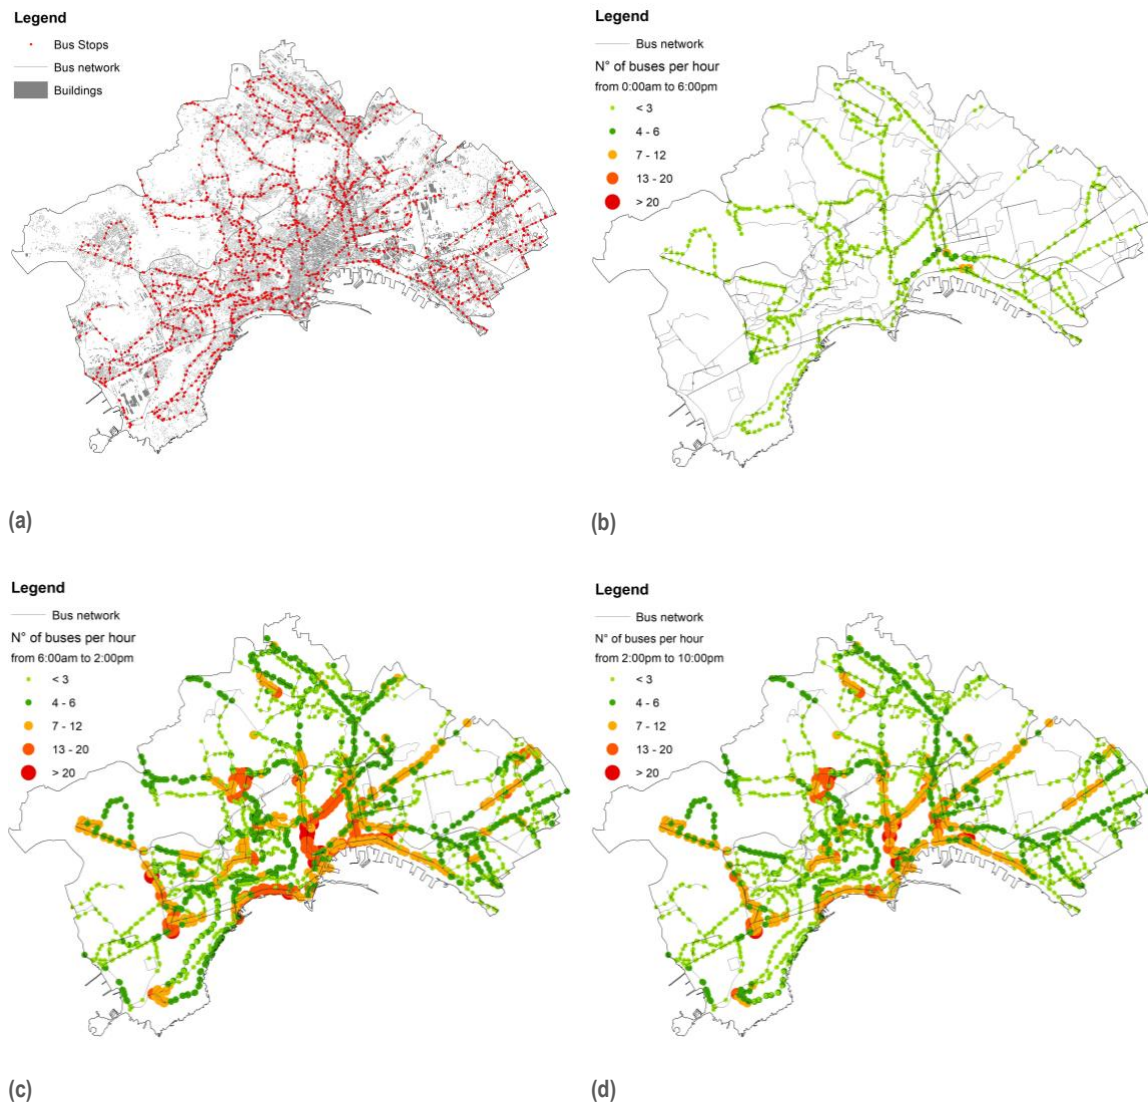 Legend
Bus Stops
Bus network
Buildings
(a)
Legend
Bus network
N° of buses per hour
from 0:00am to 6:00pm
< 3
4 - 6
7 - 12
13 - 20
> 20
(b)
Legend
Bus network
N° of buses per hour
from 6:00am to 2:00pm
< 3
4 - 6
7 - 12
13 - 20
> 20
(c)
Legend
Bus network
N° of buses per hour
from 2:00pm to 10:00pm
< 3
4 - 6
7 - 12
13 - 20
> 20
(d)